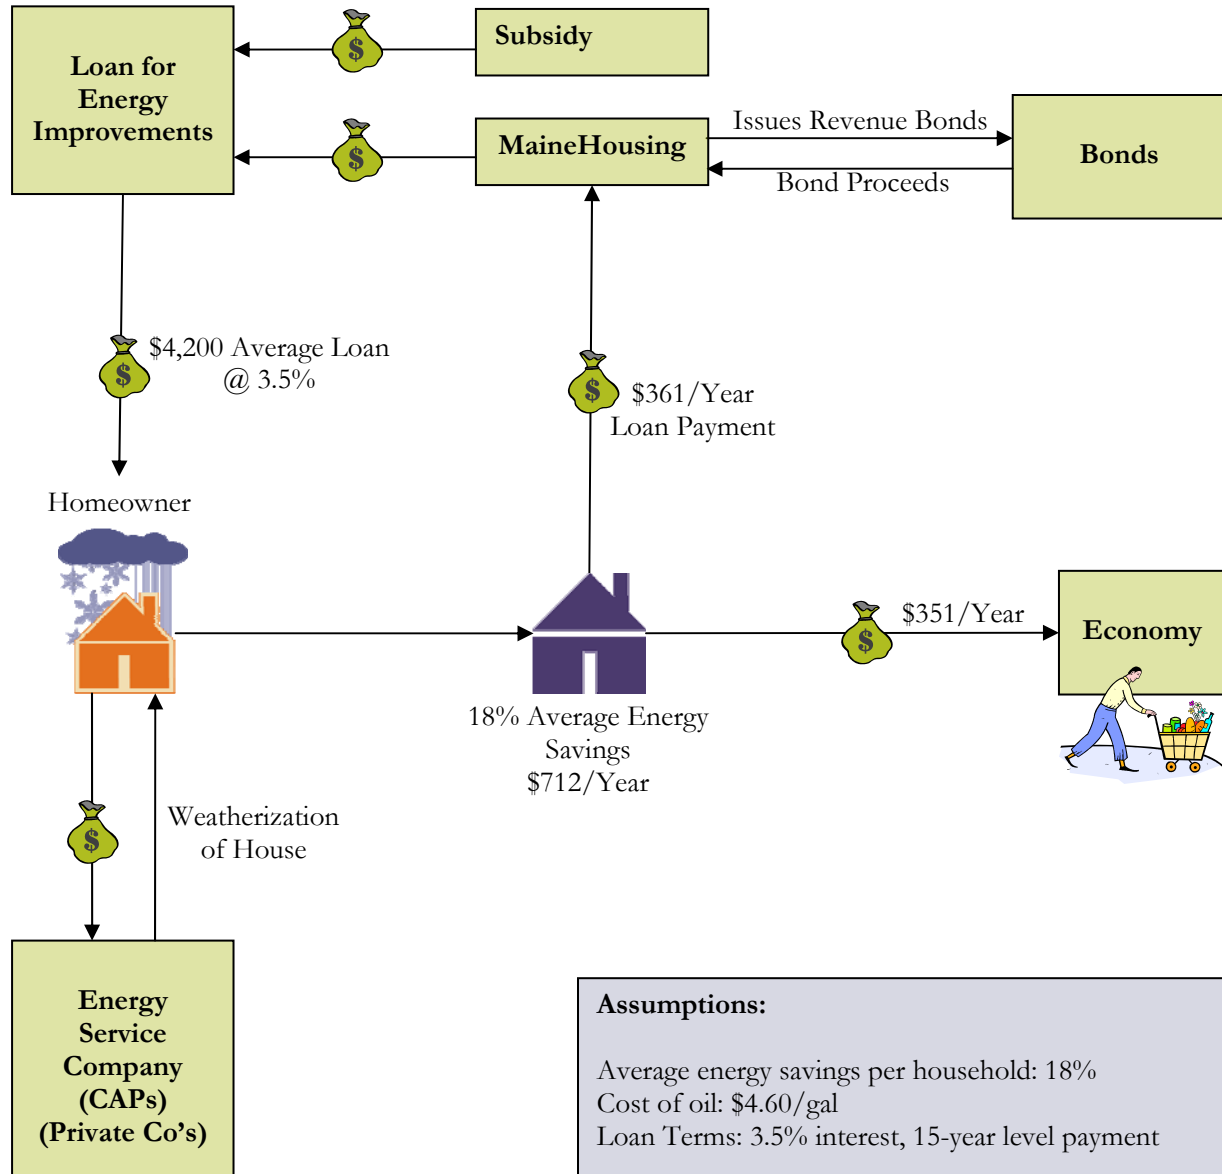 Loan for
Energy
Improvements
$
Subsidy
$
MaineHousing
Issues Revenue Bonds
Bond Proceeds
Bonds
$
$4,200 Average Loan
@ 3.5%
$
$361/Year
Loan Payment
Homeowner
$
$351/Year
Economy
18% Average Energy
Savings
$712/Year
$
Weatherization
of House
Energy
Service
Company
(CAPs)
(Private Co’s)
Assumptions:
Average energy savings per household: 18%
Cost of oil: $4.60/gal
Loan Terms: 3.5% interest, 15-year level payment